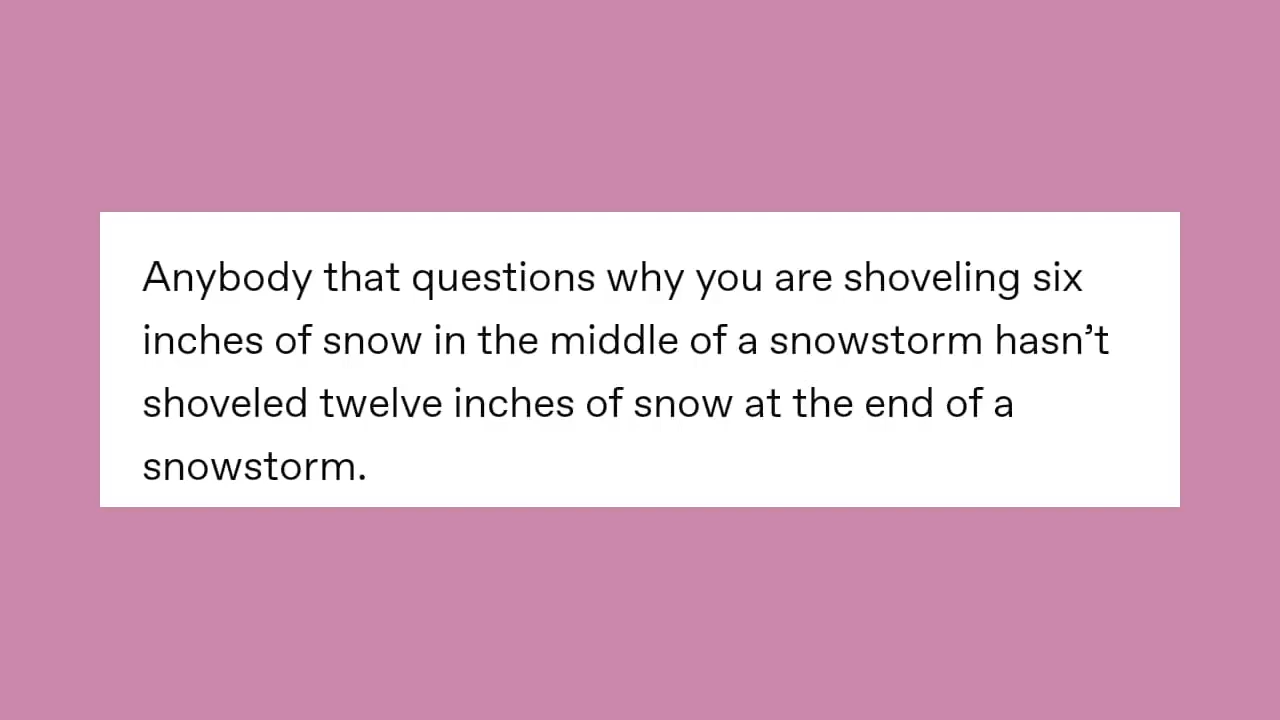 Anybody that questions why you are shoveling six
inches of snow in the middle of a snowstorm hasn’t
shoveled twelve inches of snow at the end of a
snowstorm.